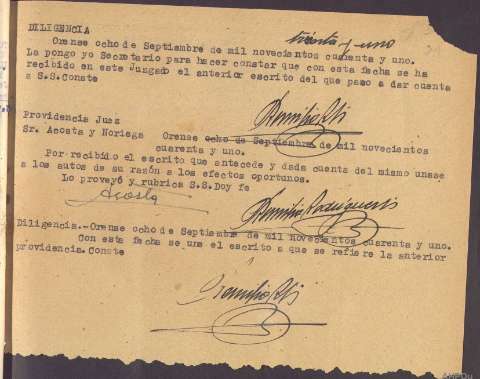 treinta y uno
DILIGENCIA
Orense ocho de Septiembre de mil novecientos cuarenta y uno.
La pongo yo Secretario para hacer constar que con esta fecha se ha
recibido en este Juzgado el anterior escrito del que paso a dar cuenta
a S.S. Conste
Providencia Juez
Sr. Acosta y Noriega Orense ocho de Septiembre de mil novecientos
cuarenta y uno.
Por recibido el escrito que antecede y dada cuenta del mismo unase
a los autos de su razón a los efectos oportunos.
Lo proveyó y rubrica S.S. Doy fe
Acosta
Diligencia.-Orense ocho de Septiembre de mil novecientos cuarenta y uno.
Con esta fecha se une el escrito a que se refiere la anterior
providencia. Conste